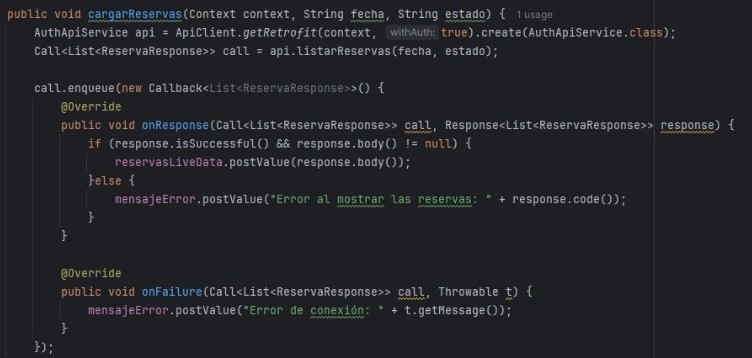 public void cargarReservas(Context context, String fecha, String estado) { 1 usage
    AuthApiService api = ApiClient.getRetrofit(context, withAuth: true).create(AuthApiService.class);
    Call<List<ReservaResponse>> call = api.listarReservas(fecha, estado);

    call.enqueue(new Callback<List<ReservaResponse>>() {
        @Override
        public void onResponse(Call<List<ReservaResponse>> call, Response<List<ReservaResponse>> response) {
            if (response.isSuccessful() && response.body() != null) {
                reservasLiveData.postValue(response.body());
            }else {
                mensajeError.postValue("Error al mostrar las reservas: " + response.code());
            }
        }

        @Override
        public void onFailure(Call<List<ReservaResponse>> call, Throwable t) {
            mensajeError.postValue("Error de conexión: " + t.getMessage());
        }
    });